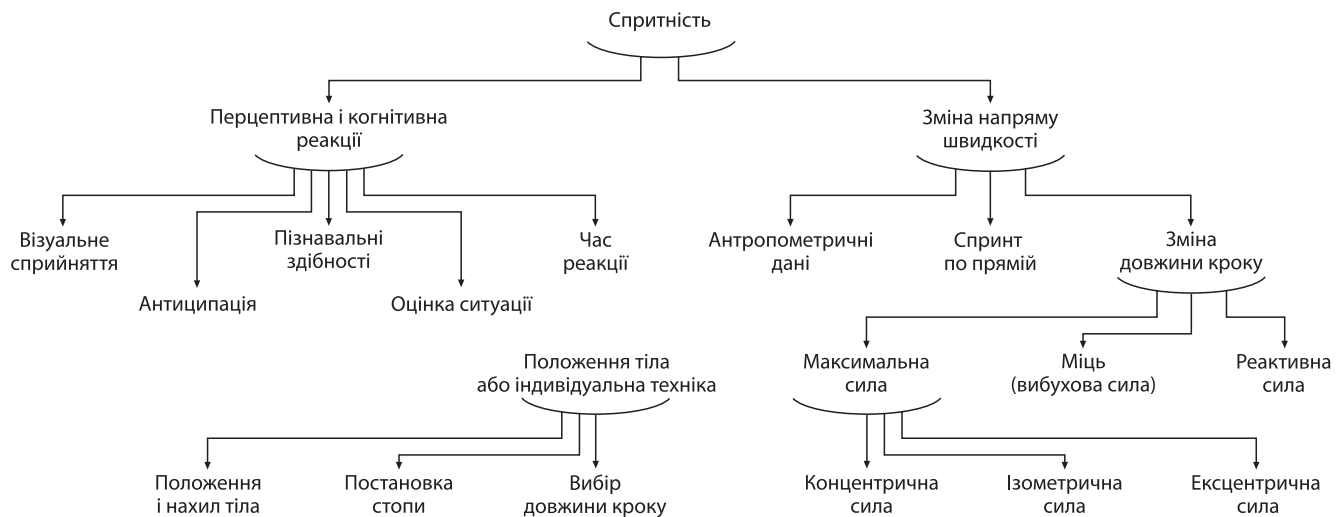 Спритність
Перцептивна і когнітивна
реакції
Зміна напряму
швидкості
Візуальне
сприйняття
Антиципація
Пізнавальні
здібності
Оцінка ситуації
Час
реакції
Антропометричні
дані
Спринт
по прямій
Зміна
довжини кроку
Положення тіла
або індивідуальна техніка
Максимальна
сила
Міць
(вибухова сила)
Реактивна
сила
Положення
і нахил тіла
Постановка
стопи
Вибір
довжини кроку
Концентрична
сила
Ізометрична
сила
Ексцентрична
сила